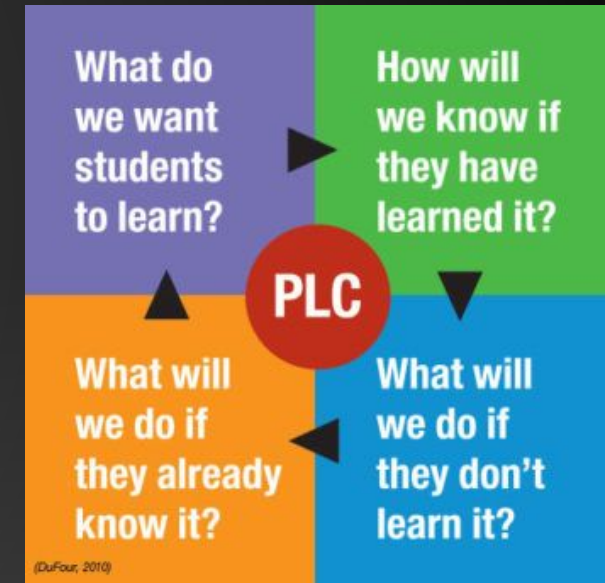 What do
we want
students
to learn?
How will
we know if
they have
learned it?
PLC
What will
we do if
they already
know it?
What will
we do if
they don't
learn it?
(DuFour, 2010)